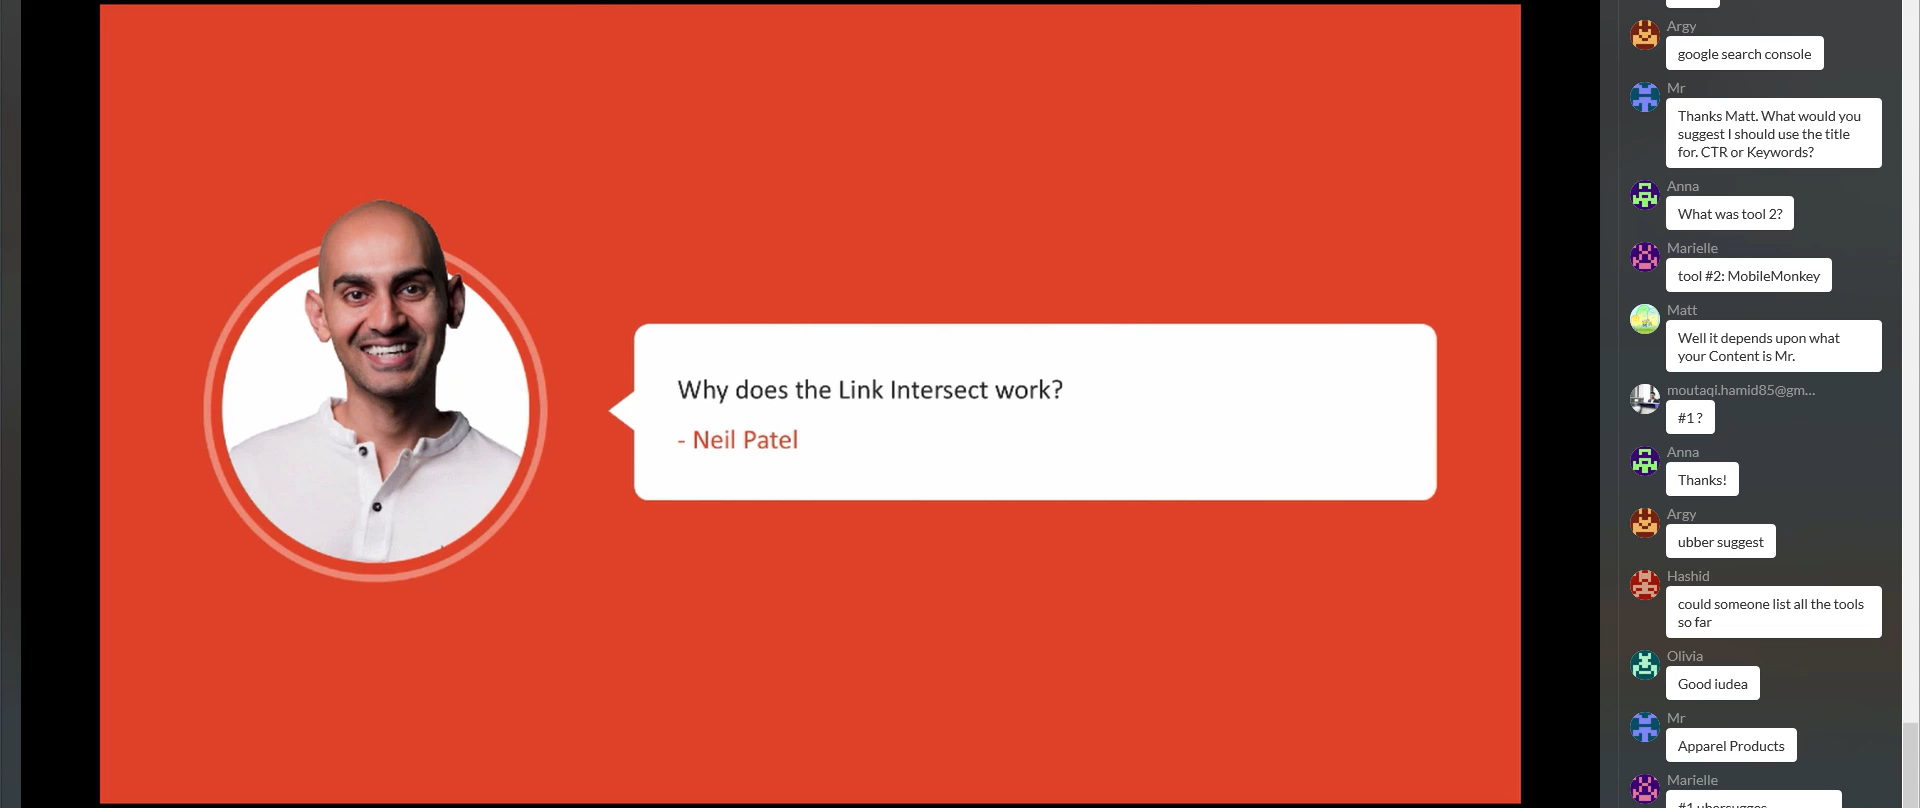 Why does the Link Intersect work?
- Neil Patel
Argy
google search console
Mr
Thanks Matt. What would you
suggest I should use the title
for. CTR or Keywords?
Anna
What was tool 2?
Marielle
tool #2: MobileMonkey
Matt
Well it depends upon what
your Content is Mr.
moutaqi.hamid85@gm...
#1 ?
Anna
Thanks!
Argy
ubber suggest
Hashid
could someone list all the tools
so far
Olivia
Good iudea
Mr
Apparel Products
Marielle